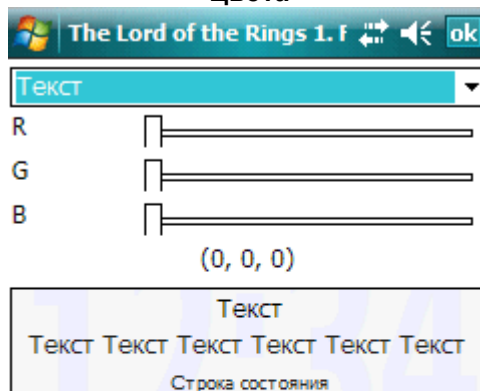 Цвета
The Lord of the Rings 1. F ok
Текст
R
G
B
(0, 0, 0)
Текст
Текст Текст Текст Текст Текст Текст
Строка состояния